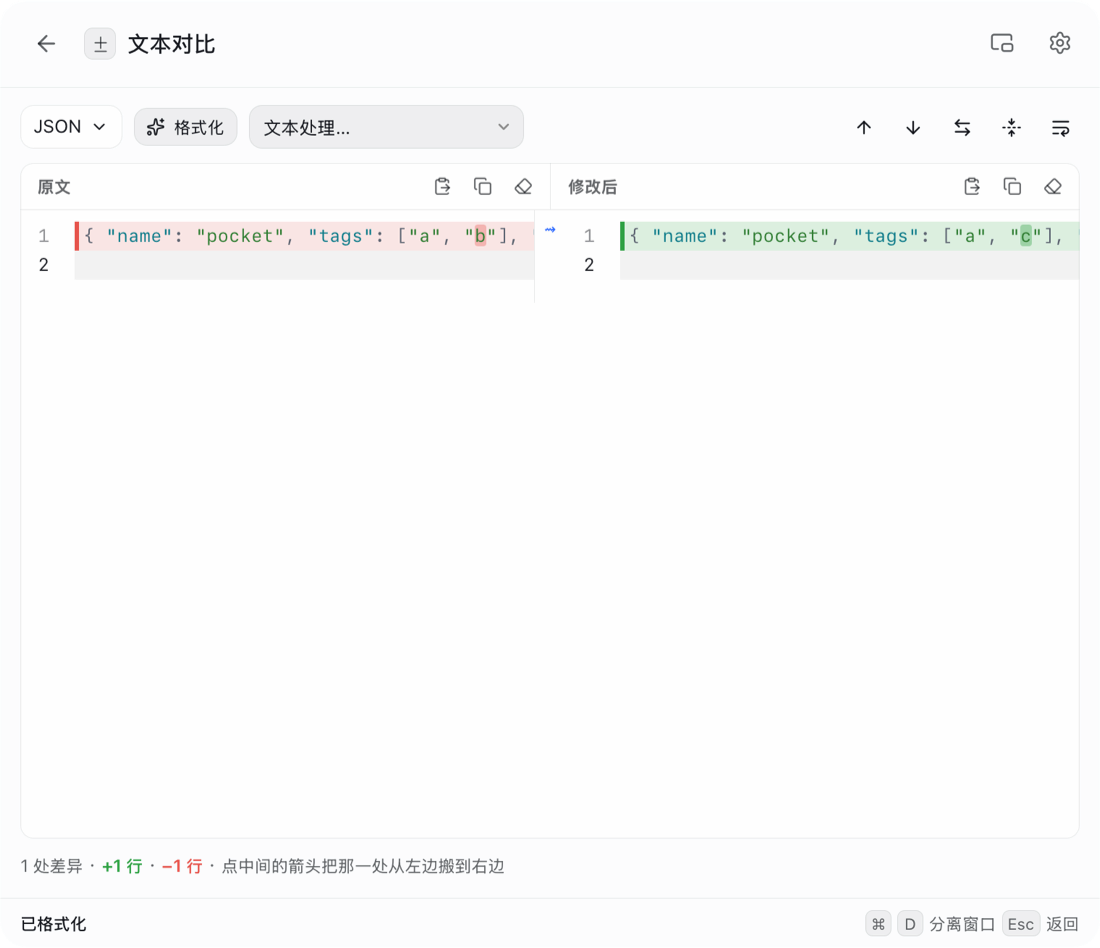 文本对比
JSON 格式化 文本处理...
原文 修改后
1 { "name": "pocket", "tags": ["a", "b"], 1 { "name": "pocket", "tags": ["a", "c"],
2 2
1 处差异 · +1 行 · −1 行 · 点中间的箭头把那一处从左边搬到右边
已格式化 ⌘ D 分离窗口 Esc 返回